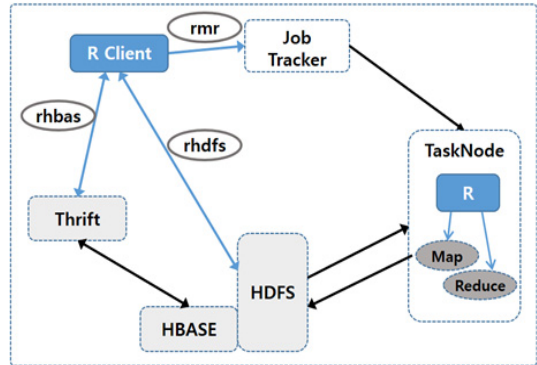 rmr
R Client
Job
Tracker
rhbas
rhdfs
TaskNode
R
Thrift
Map
HDFS
Reduce
HBASE